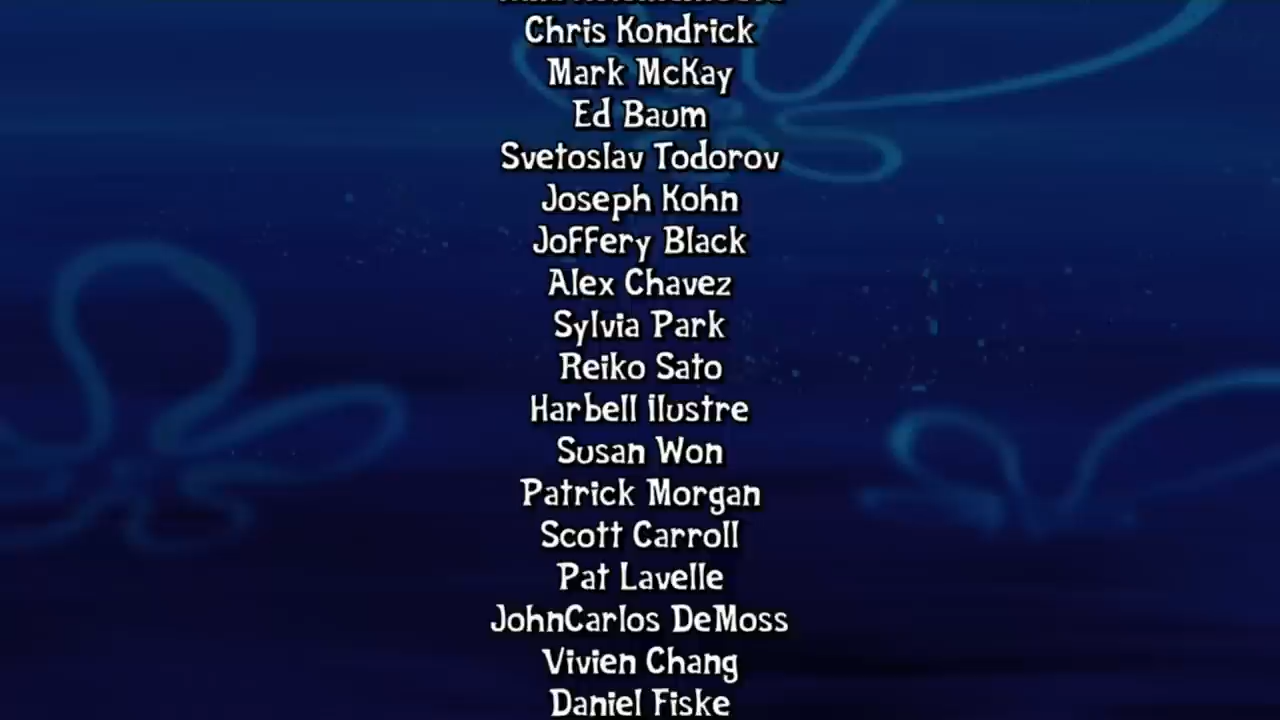 Chris Kondrick
Mark McKay
Ed Baum
Svetoslav Todorov
Joseph Kohn
Joffery Black
Alex Chavez
Sylvia Park
Reiko Sato
Harbell ilustre
Susan Won
Patrick Morgan
Scott Carroll
Pat Lavelle
JohnCarlos DeMoss
Vivien Chang
Daniel Fiske